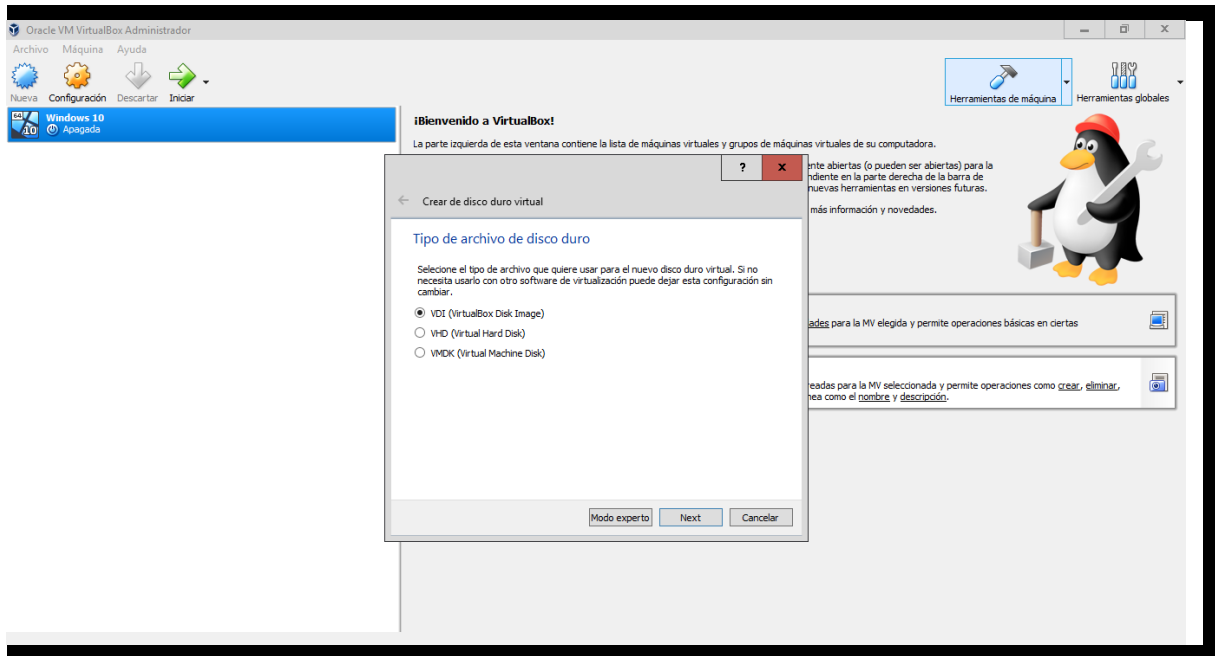 Oracle VM VirtualBox Administrador
Archivo Máquina Ayuda
Nueva Configuración Descartar Iniciar
Herramientas de máquina Herramientas globales
64
10
Windows 10
Apagada
¡Bienvenido a VirtualBox!
La parte izquierda de esta ventana contiene la lista de máquinas virtuales y grupos de máquinas virtuales de su computadora.
ente abiertas (o pueden ser abiertas) para la
ndiente en la parte derecha de la barra de
nuevas herramientas en versiones futuras.
más información y novedades.
? x
Crear de disco duro virtual
Tipo de archivo de disco duro
Selecione el tipo de archivo que quiere usar para el nuevo disco duro virtual. Si no
necesita usarlo con otro software de virtualización puede dejar esta configuración sin
cambiar.
VDI (VirtualBox Disk Image)
VHD (Virtual Hard Disk)
VMDK (Virtual Machine Disk)
Modo experto Next Cancelar
ades para la MV elegida y permite operaciones básicas en ciertas
readas para la MV seleccionada y permite operaciones como crear, eliminar,
nea como el nombre y descripción.